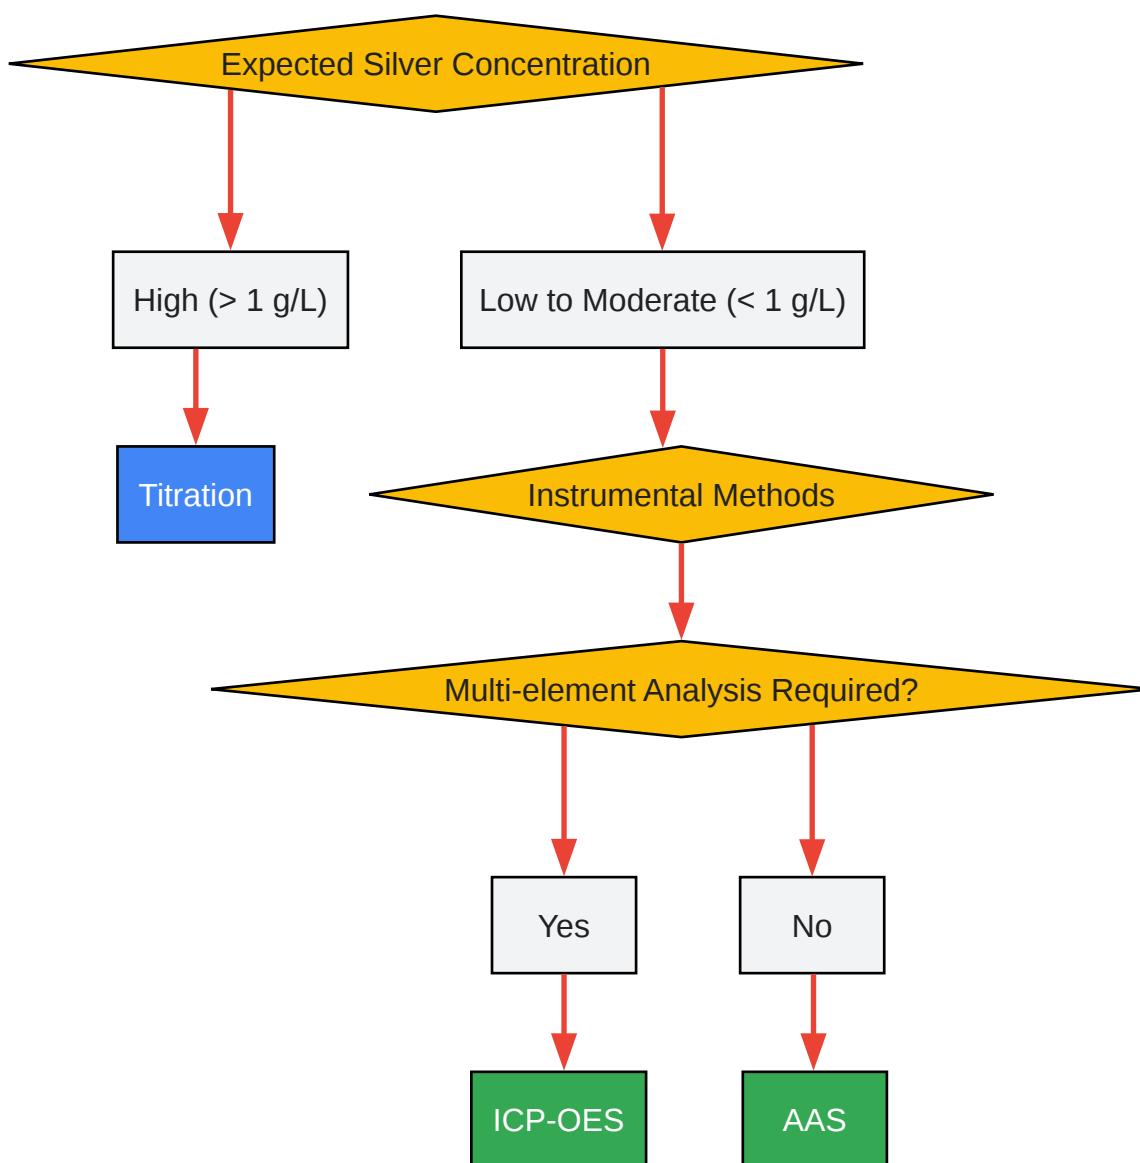 Expected Silver Concentration
High (> 1 g/L)
Low to Moderate (< 1 g/L)
Titration
Instrumental Methods
Multi-element Analysis Required?
Yes
No
ICP-OES
AAS